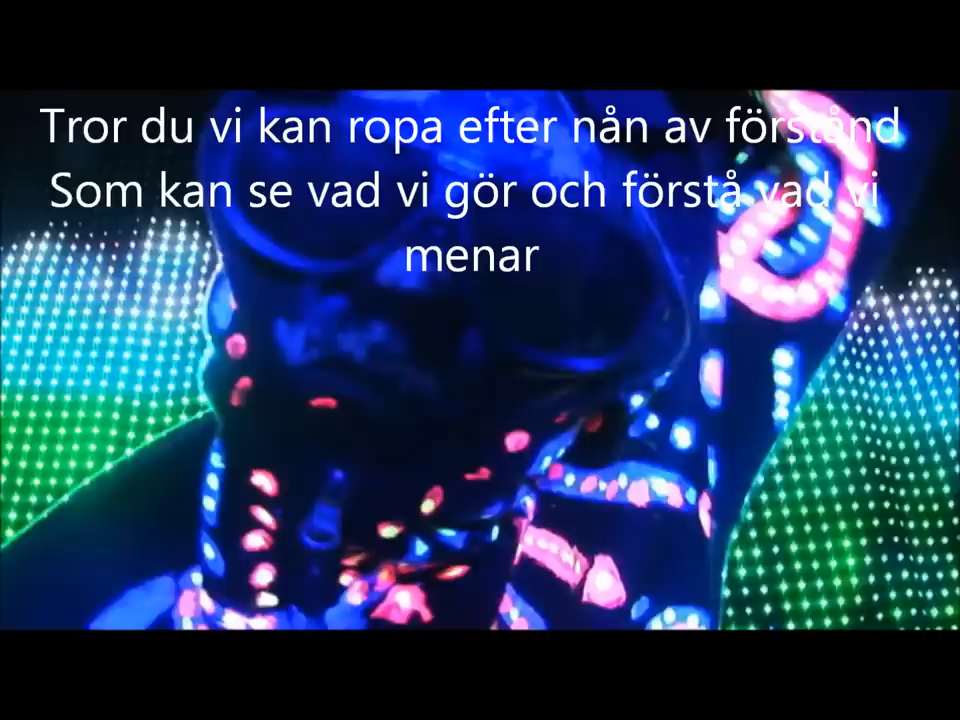 Tror du vi kan ropa efter nån av förstånd
Som kan se vad vi gör och förstå vad vi
menar